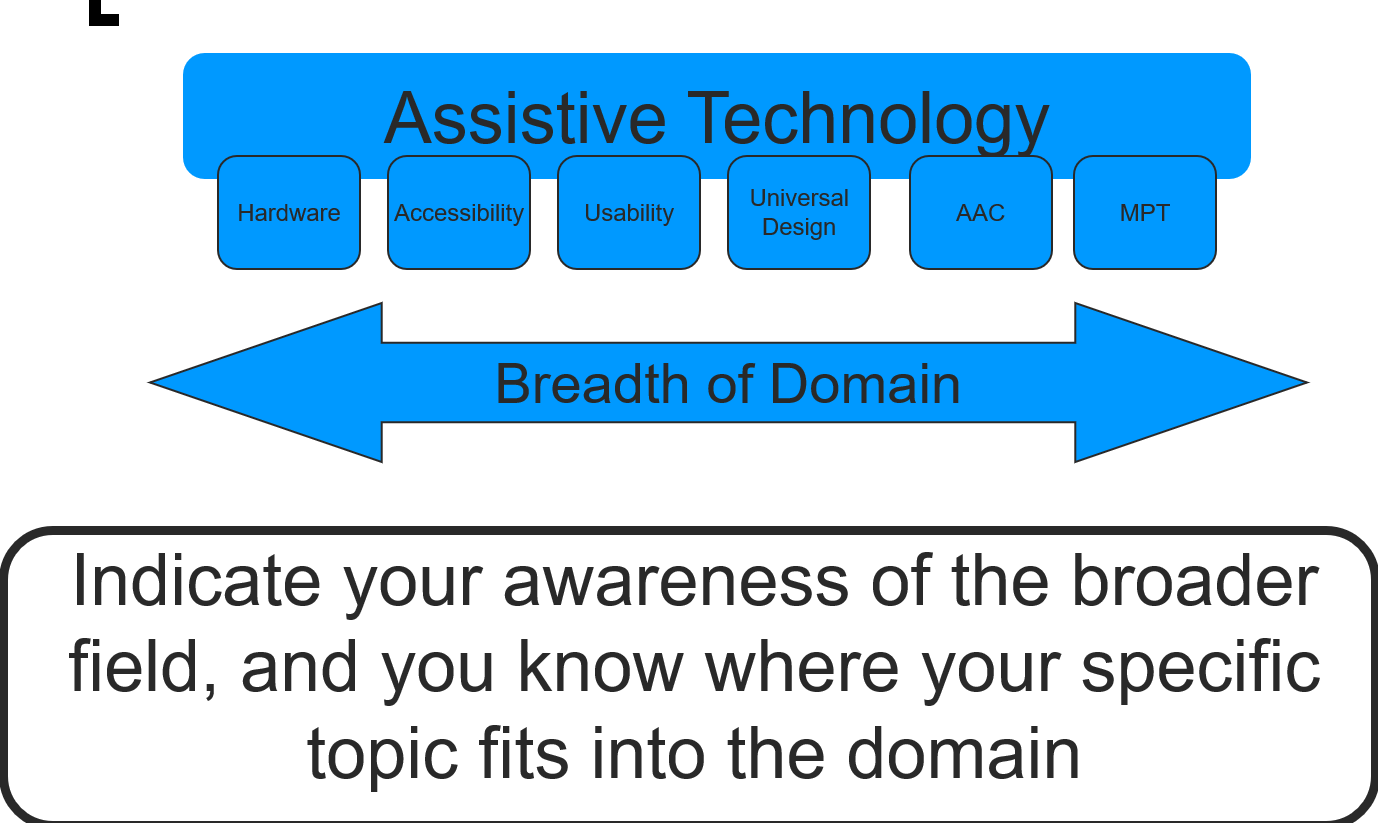 Assistive Technology
Hardware
Accessibility
Usability
Universal
Design
AAC
MPT
Breadth of Domain
Indicate your awareness of the broader
field, and you know where your specific
topic fits into the domain